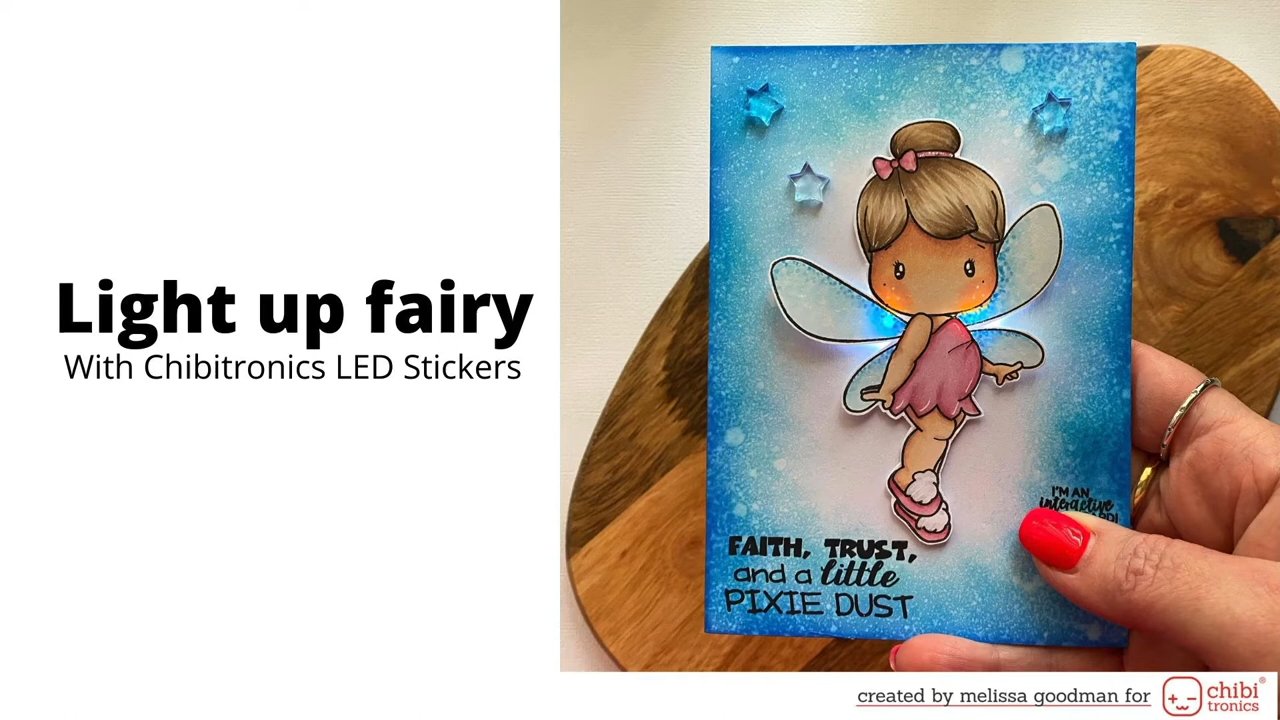 Light up fairy
With Chibitronics LED Stickers
I'M AN
interactive
FAITH, TRUST,
and a little
PIXIE DUST
created by melissa goodman for
chibi®
tronics